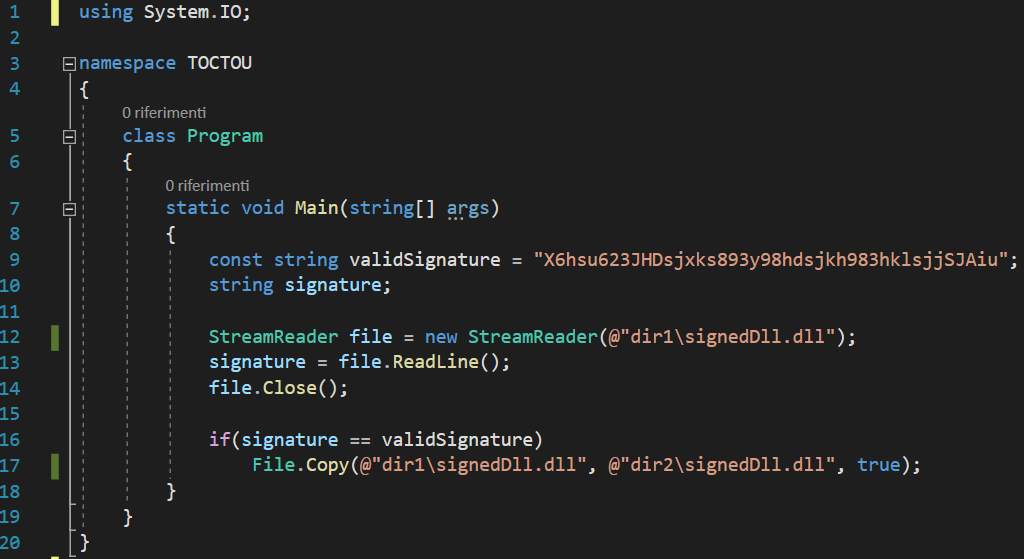 1 using System.IO;
2
3 namespace TOCTOU
4 {
0 riferimenti
5 class Program
6 {
0 riferimenti
7 static void Main(string[] args)
8 {
9 const string validSignature = "X6hsu623JHDsjxks893y98hdsjkh983hklsjjSJAiu";
10 string signature;
11
12 StreamReader file = new StreamReader(@"dir1\signedDll.dll");
13 signature = file.ReadLine();
14 file.Close();
15
16 if(signature == validSignature)
17 File.Copy(@"dir1\signedDll.dll", @"dir2\signedDll.dll", true);
18 }
19 }
20 }